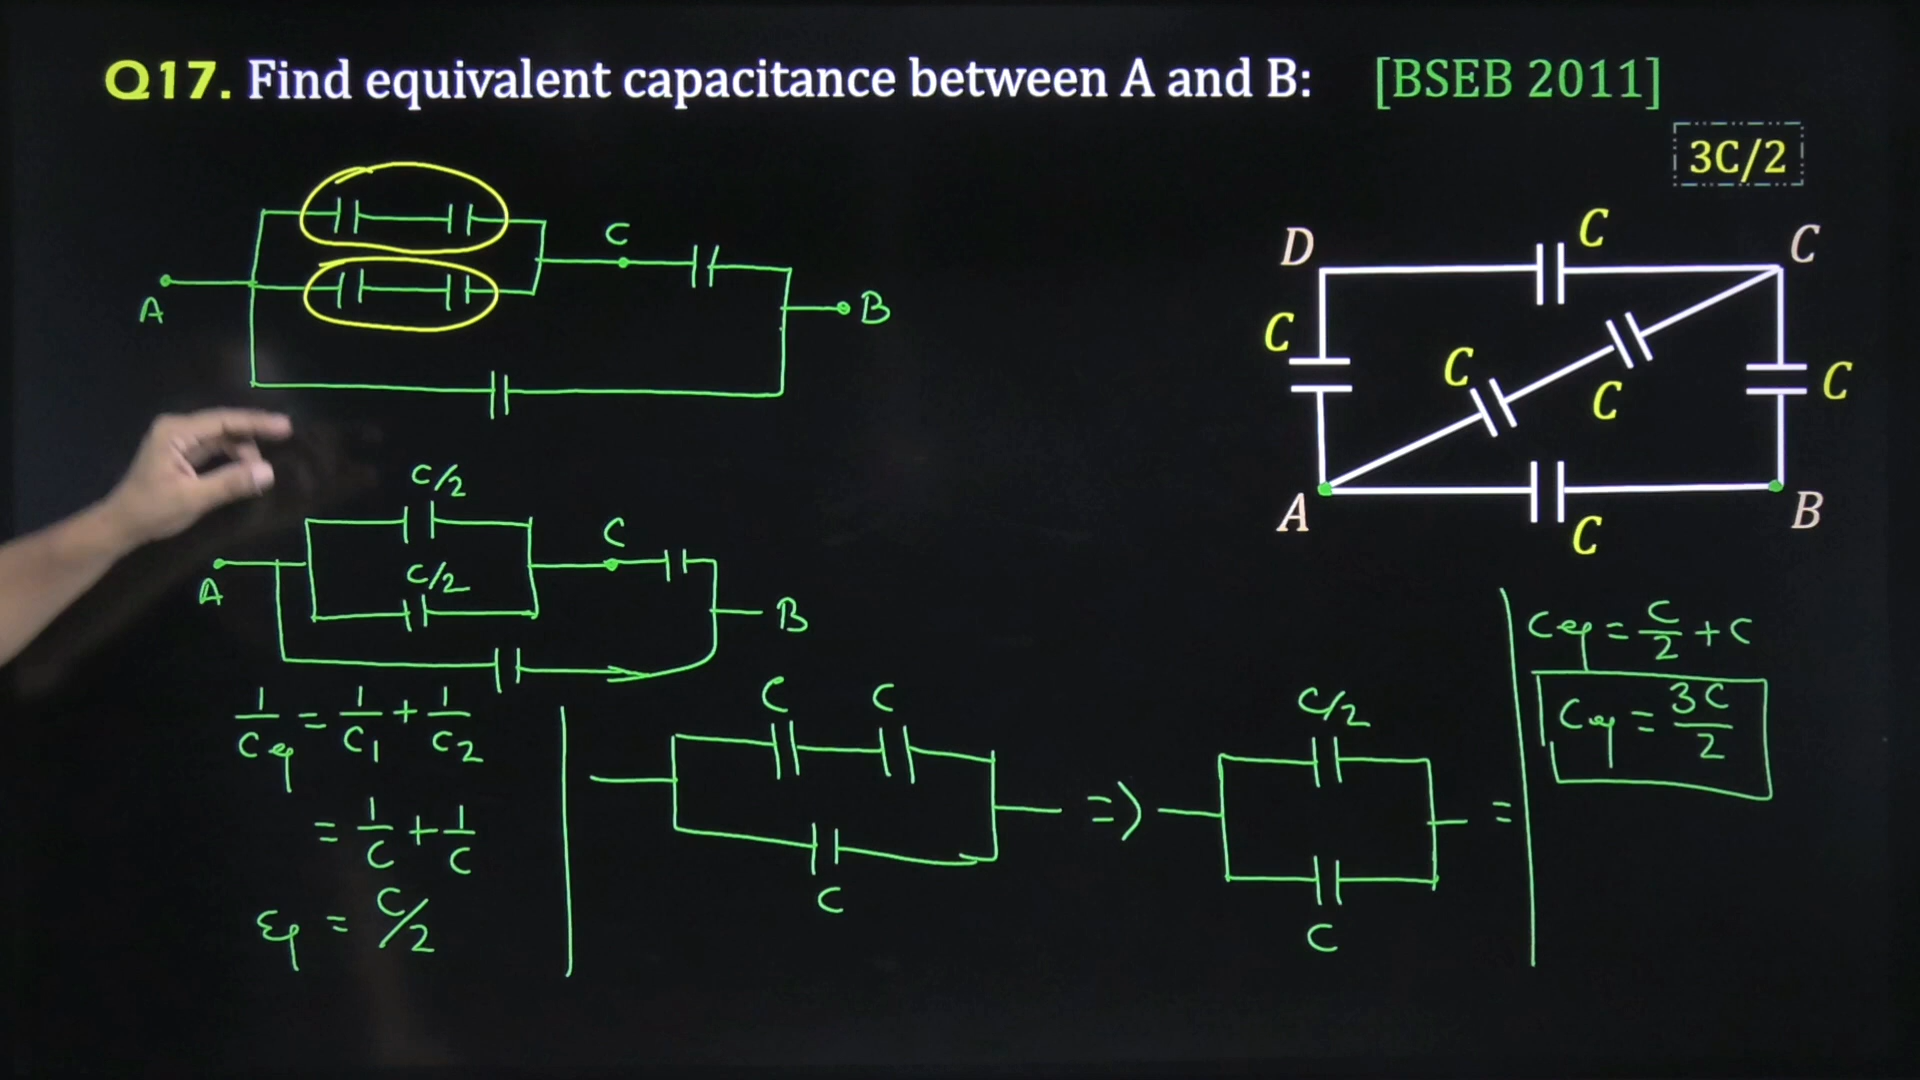 Q17. Find equivalent capacitance between A and B: [BSEB 2011]
3C/2
C
A
B
D
C
C
C
C
C
C
A
C
B
C/2
C/2
C
A
B
1/Ceq = 1/C1 + 1/C2
= 1/C + 1/C
Ceq = C/2
C C
C
=>
C/2
C
=
Ceq = C/2 + C
Ceq = 3C/2